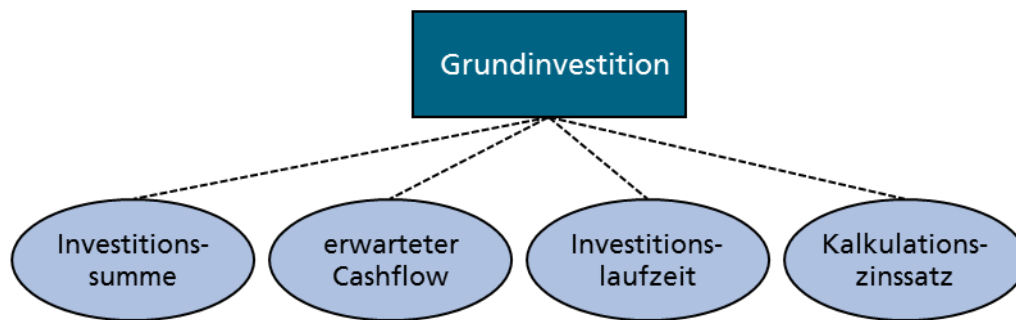 Grundinvestition
Investitions-
summe
erwarteter
Cashflow
Investitions-
laufzeit
Kalkulations-
zinssatz